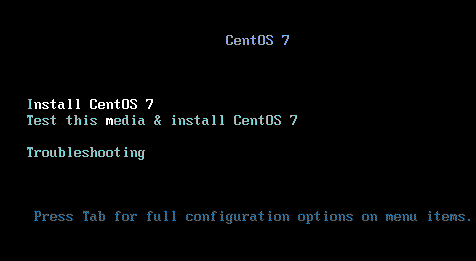 CentOS 7
Install CentOS 7
Test this media & install CentOS 7
Troubleshooting
Press Tab for full configuration options on menu items.